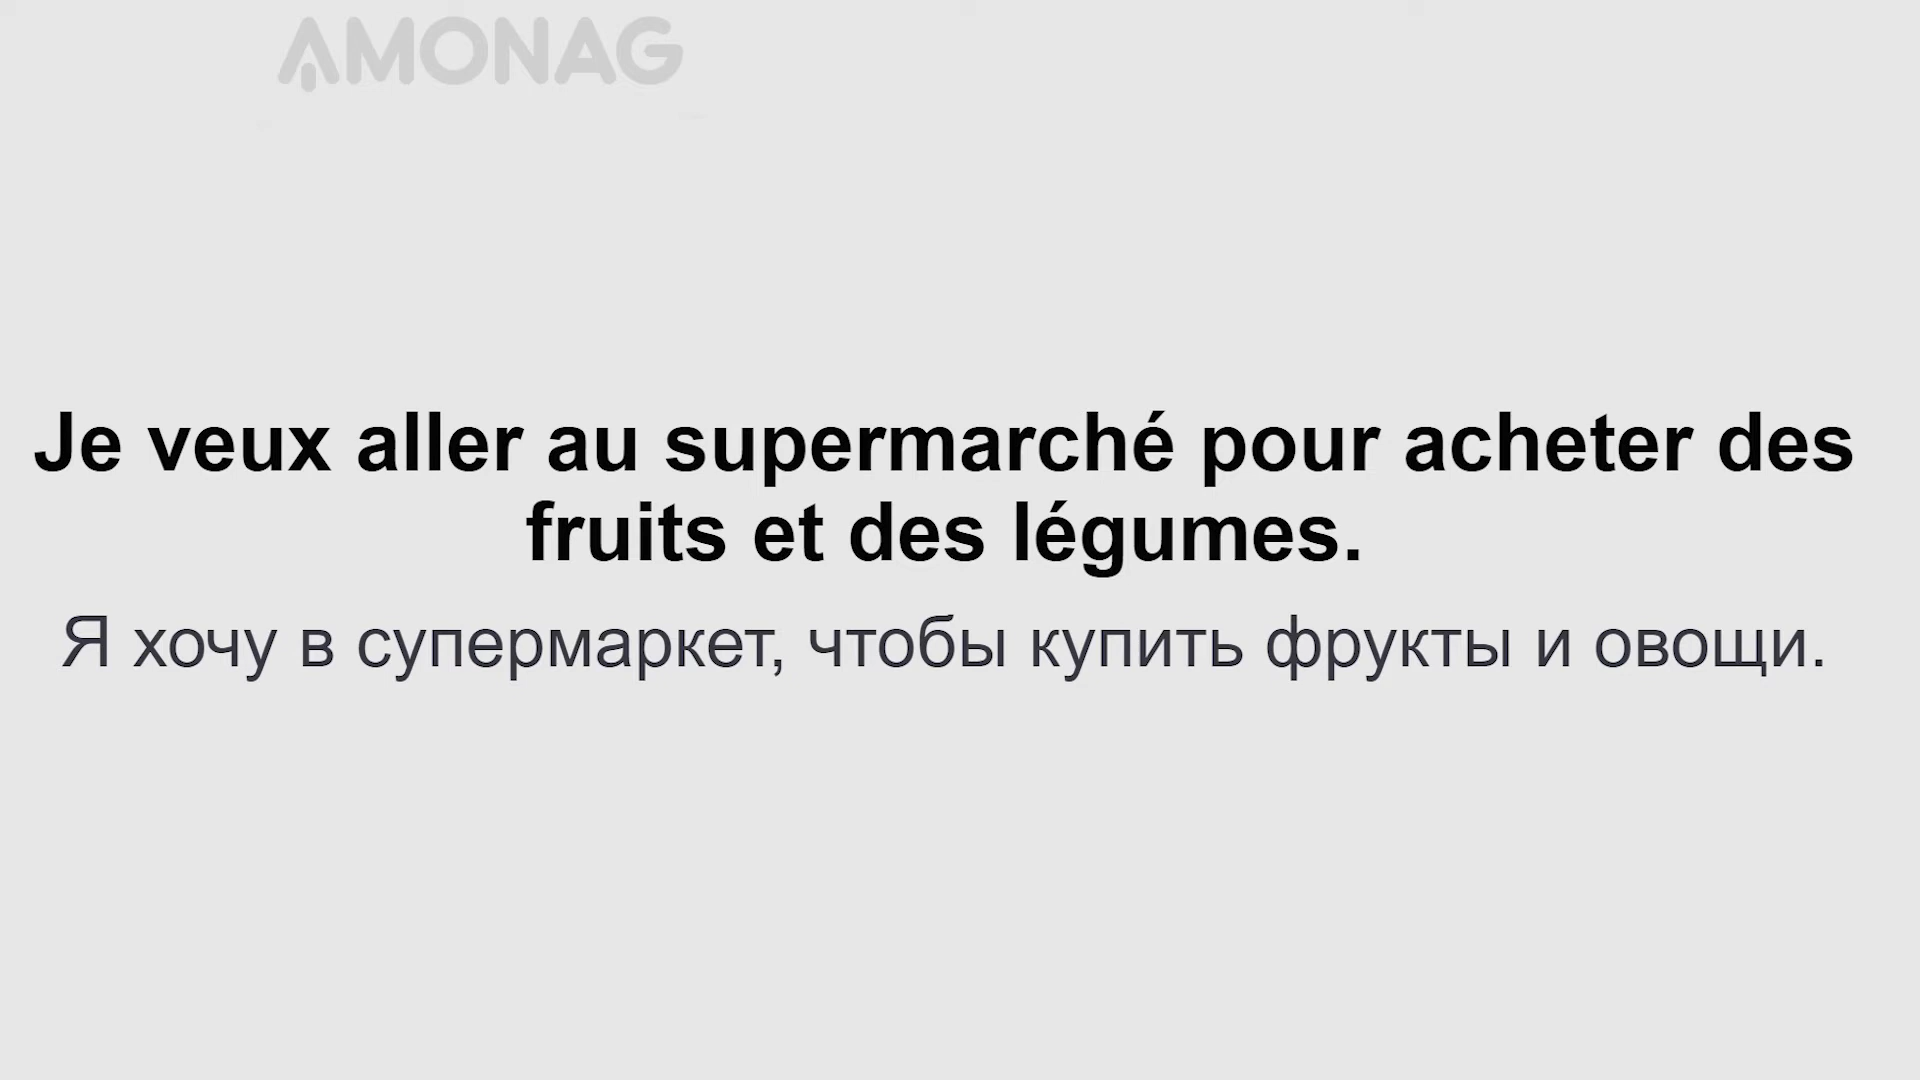 AMONAG
Je veux aller au supermarché pour acheter des
fruits et des légumes.
Я хочу в супермаркет, чтобы купить фрукты и овощи.